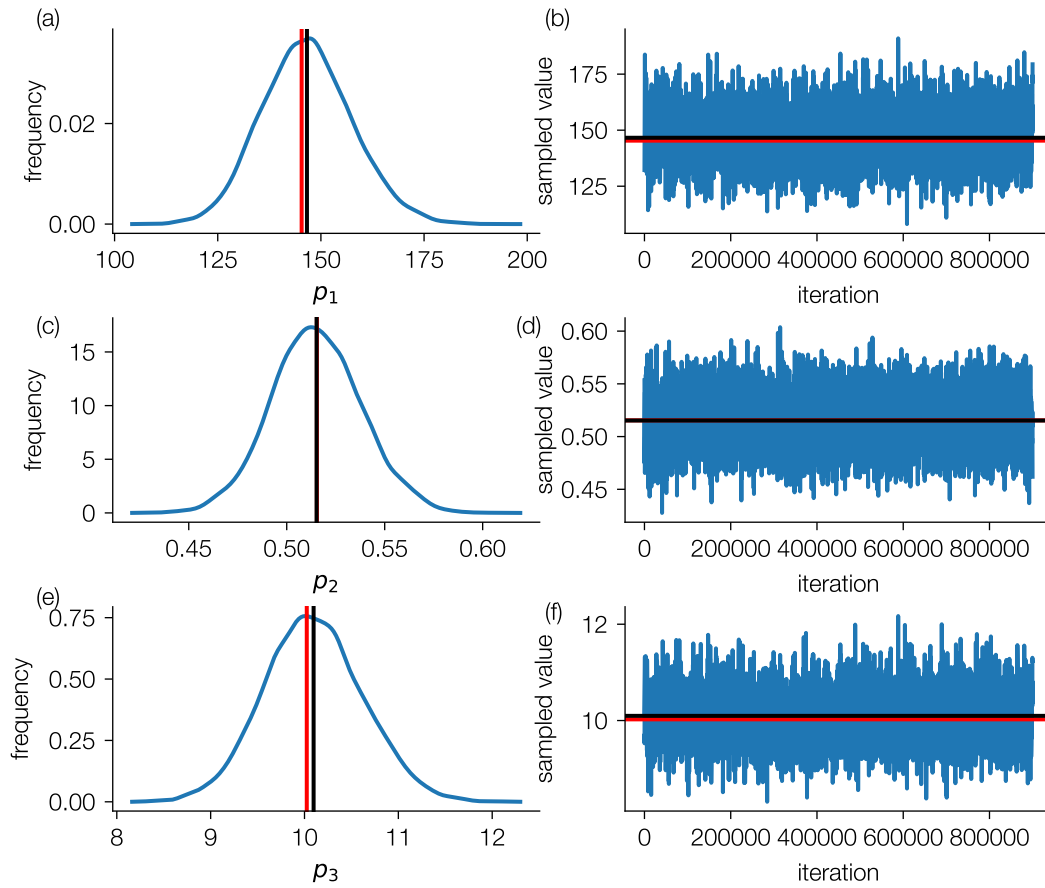 (a)
frequency
0.02
0.00
100 125 150 175 200
p1
(b)
sampled value
175
150
125
0 200000 400000 600000 800000
iteration
(c)
frequency
15
10
5
0
0.45 0.50 0.55 0.60
p2
(d)
sampled value
0.60
0.55
0.50
0.45
0 200000 400000 600000 800000
iteration
(e)
frequency
0.75
0.50
0.25
0.00
8 9 10 11 12
p3
(f)
sampled value
12
10
0 200000 400000 600000 800000
iteration